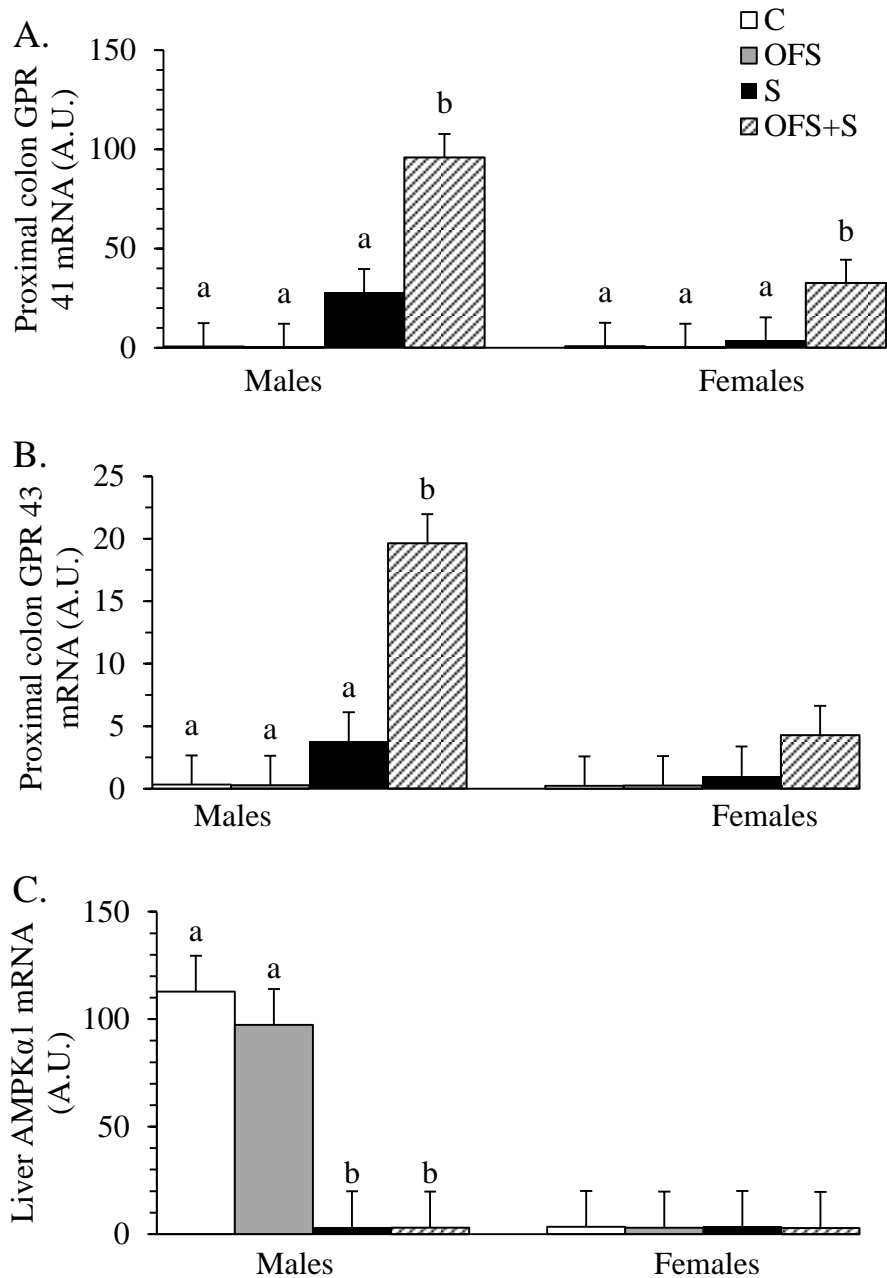 A.
C
OFS
S
OFS+S
Proximal colon GPR
41 mRNA (A.U.)
150
100
50
0
a
a
a
b
a
a
a
b
Males
Females
B.
Proximal colon GPR 43
mRNA (A.U.)
25
20
15
10
5
0
a
a
a
b
Males
Females
C.
Liver AMPKα1 mRNA
(A.U.)
150
100
50
0
a
a
b
b
Males
Females